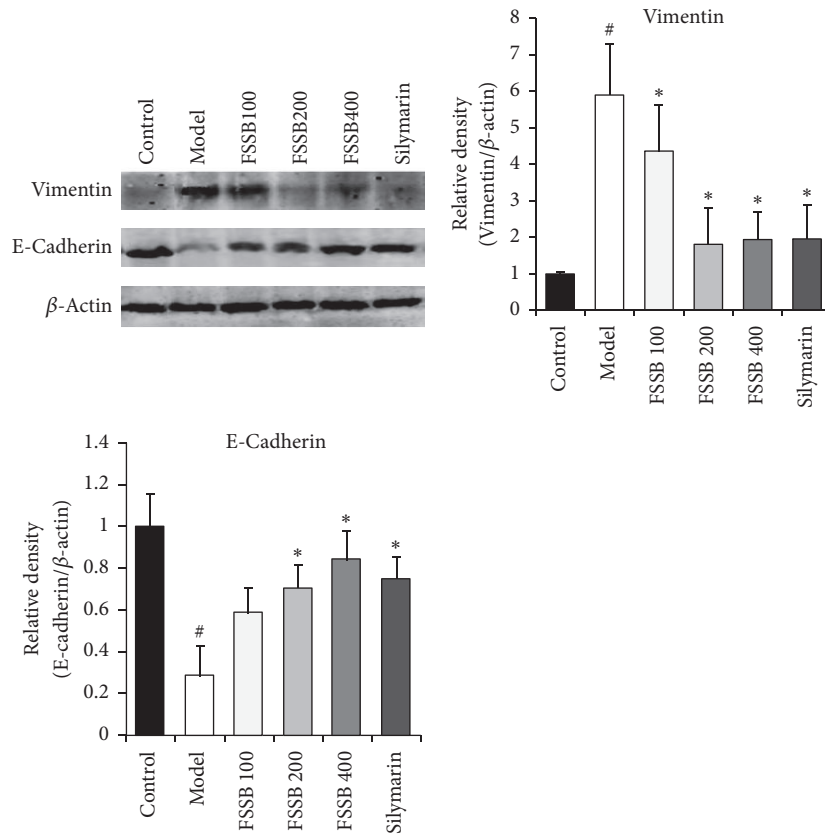 Control
Model
FSSB100
FSSB200
FSSB400
Silymarin
Vimentin
E-Cadherin
β-Actin
Vimentin
Relative density
(Vimentin/β-actin)
8
7
6
5
4
3
2
1
0
#
*
*
*
*
Control
Model
FSSB 100
FSSB 200
FSSB 400
Silymarin
E-Cadherin
Relative density
(E-cadherin/β-actin)
1.4
1.2
1
0.8
0.6
0.4
0.2
0
#
*
*
*
Control
Model
FSSB 100
FSSB 200
FSSB 400
Silymarin